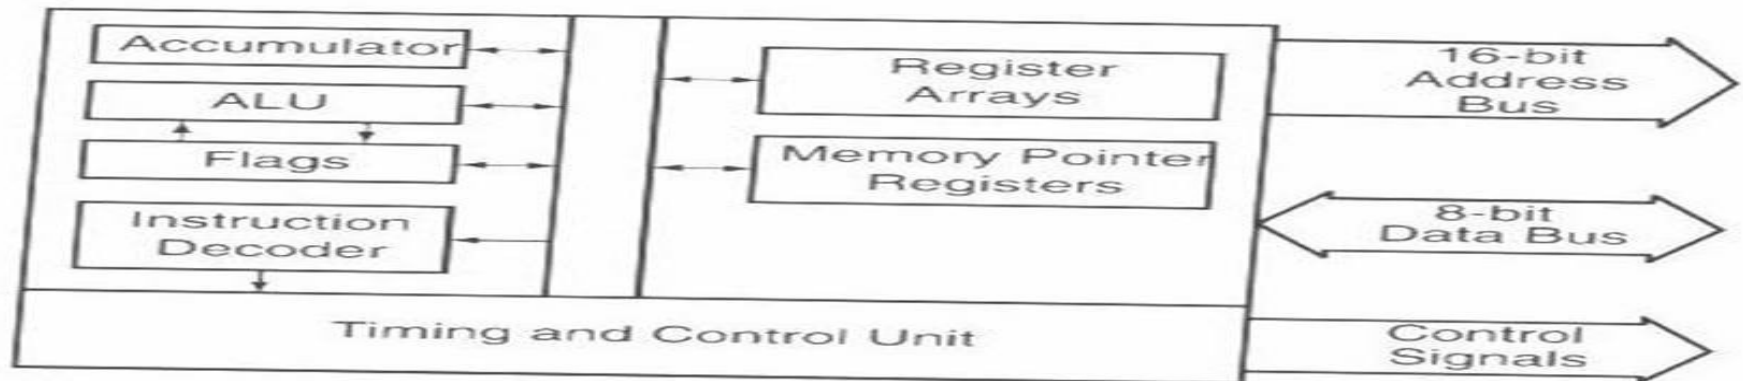 Accumulator
ALU
Flags
Instruction
Decoder
Register
Arrays
Memory Pointer
Registers
Timing and Control Unit
16-bit
Address
Bus
8-bit
Data Bus
Control
Signals